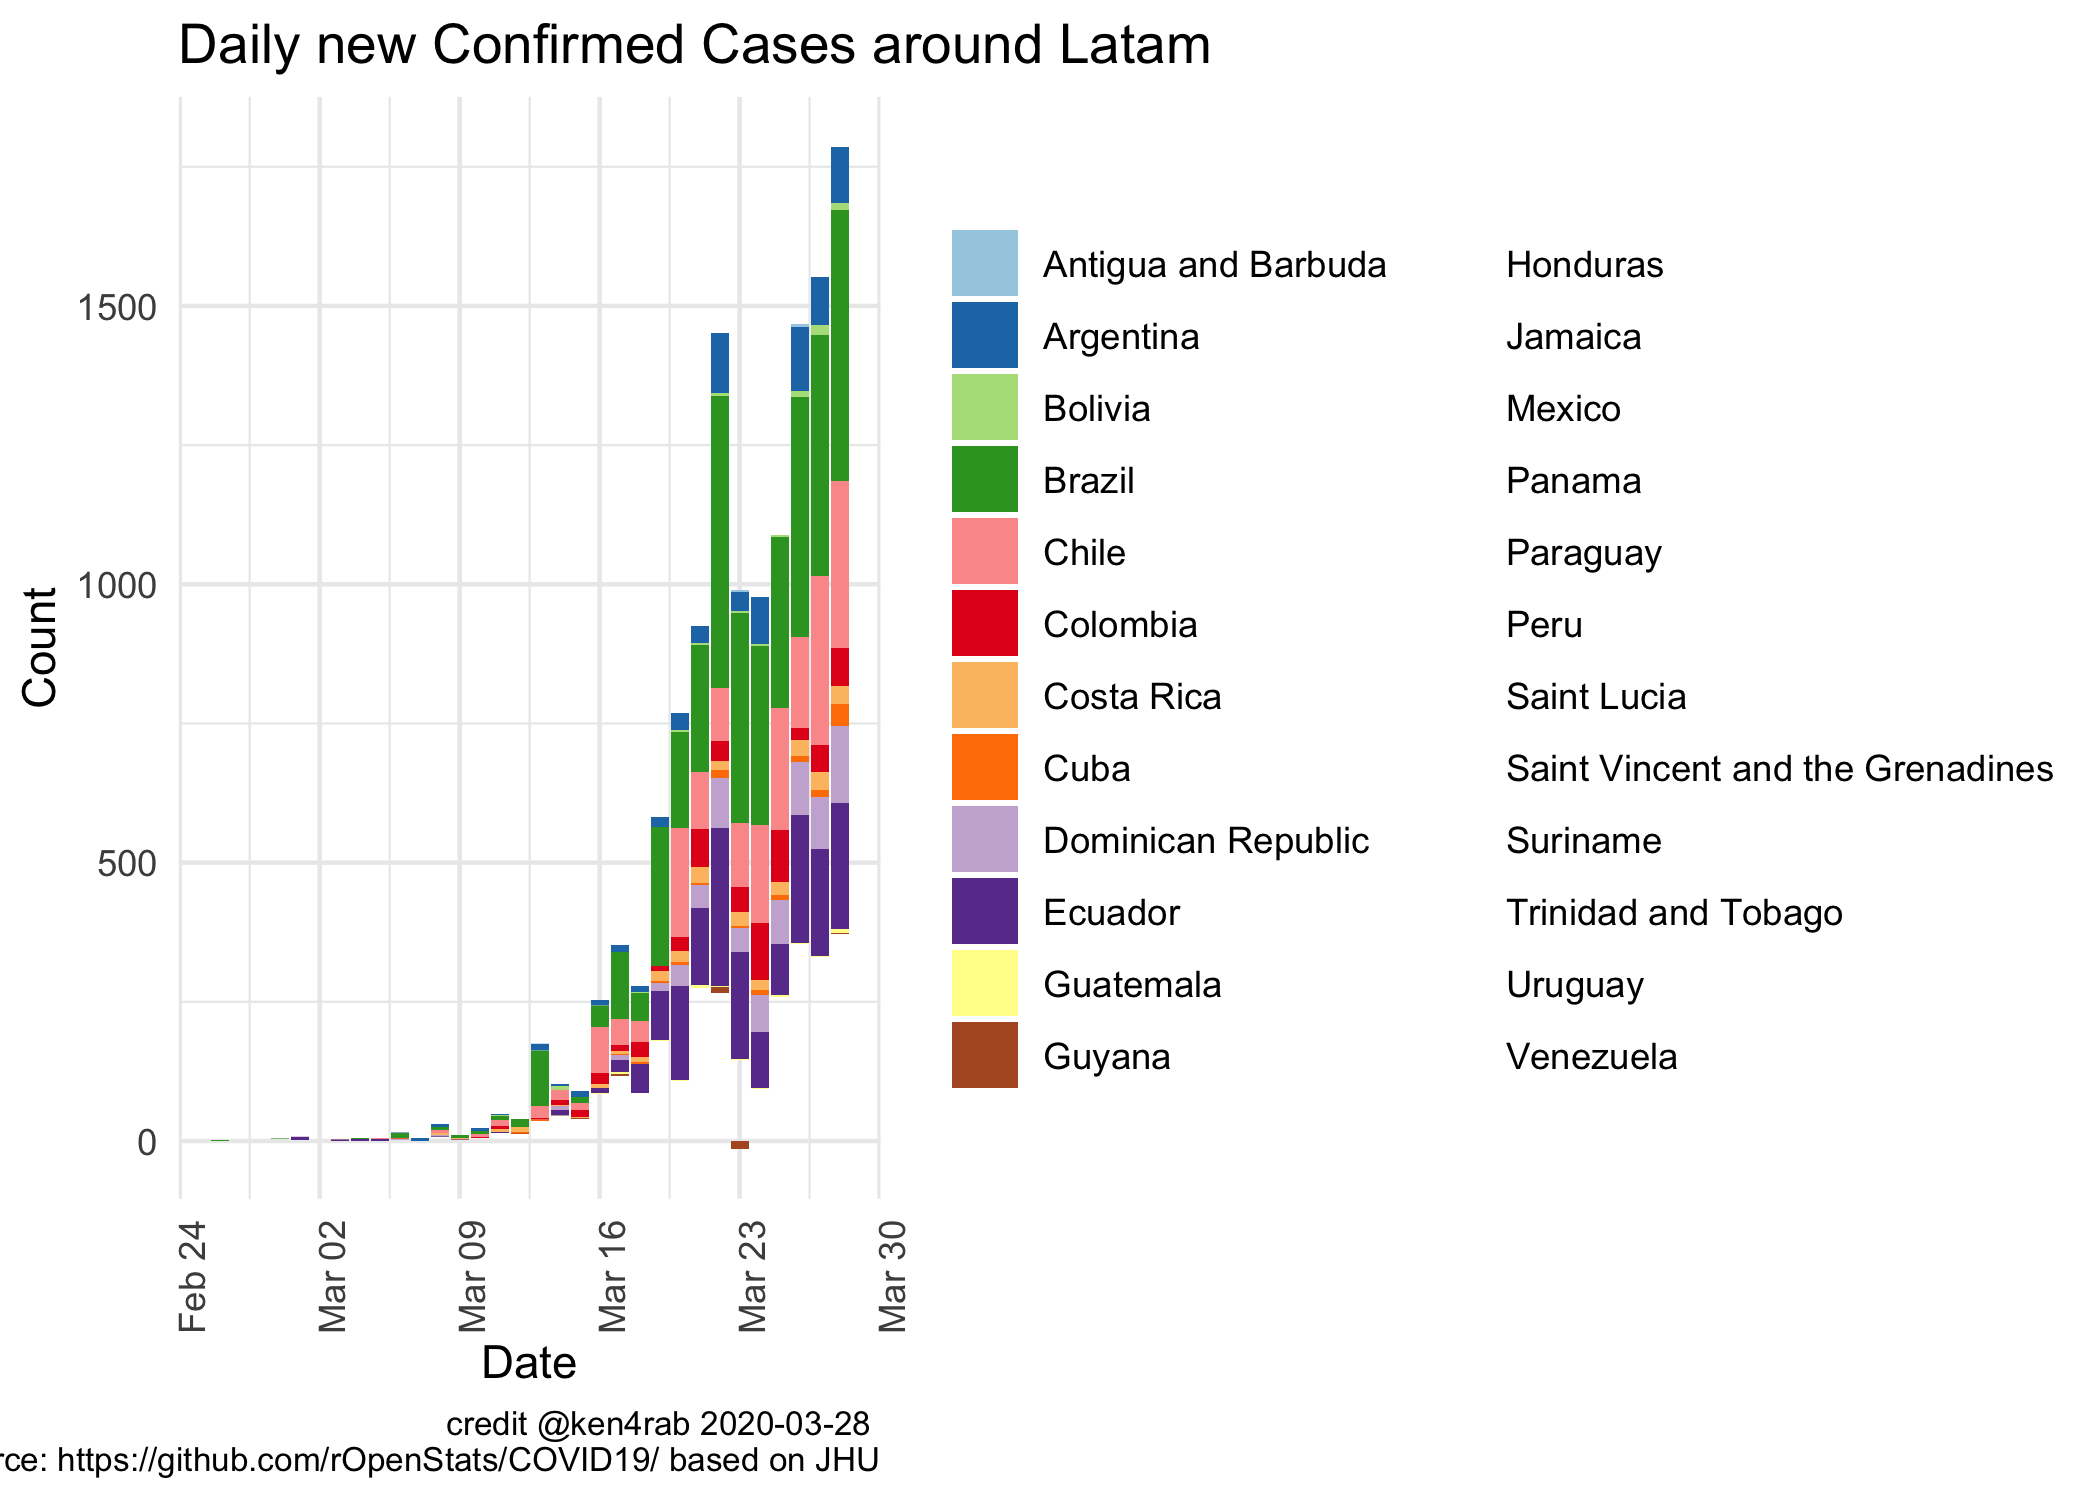 Daily new Confirmed Cases around Latam
Count
1500
1000
500
0
Feb 24
Mar 02
Mar 09
Mar 16
Mar 23
Mar 30
Date
Antigua and Barbuda
Argentina
Bolivia
Brazil
Chile
Colombia
Costa Rica
Cuba
Dominican Republic
Ecuador
Guatemala
Guyana
Honduras
Jamaica
Mexico
Panama
Paraguay
Peru
Saint Lucia
Saint Vincent and the Grenadines
Suriname
Trinidad and Tobago
Uruguay
Venezuela
credit @ken4rab 2020-03-28
rce: https://github.com/rOpenStats/COVID19/ based on JHU